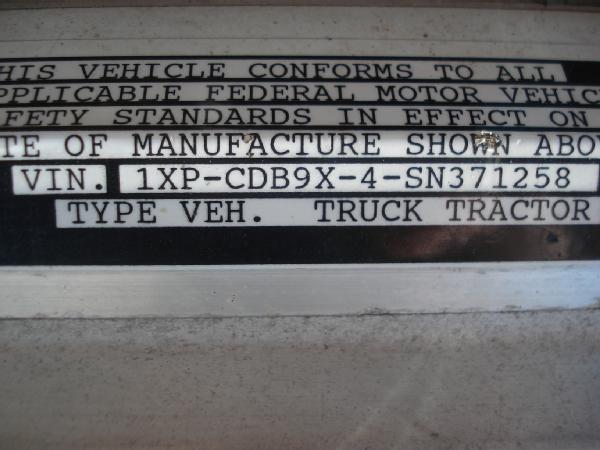 HIS VEHICLE CONFORMS TO ALL
PPLICABLE FEDERAL MOTOR VEHIC
FETY STANDARDS IN EFFECT ON
TE OF MANUFACTURE SHOWN ABO
VIN. 1XP-CDB9X-4-SN371258
TYPE VEH. TRUCK TRACTOR